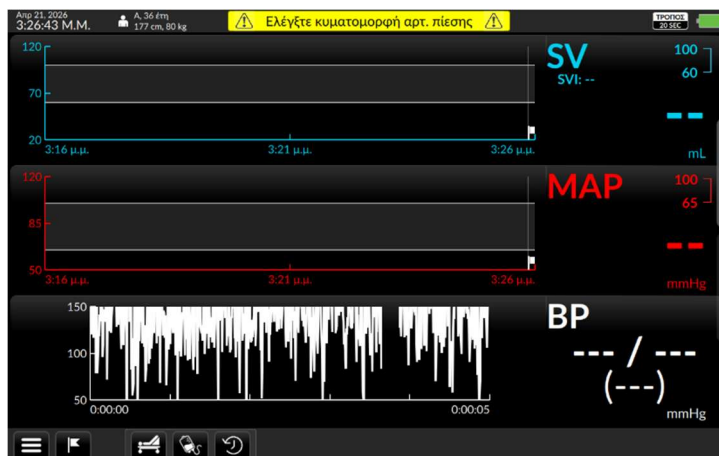 Απρ 21, 2026
3:26:43 Μ.Μ.
Α, 36 έτη
177 cm, 80 kg
Ελέγξτε κυματομορφή αρτ. πίεσης
ΤΡΟΠΟΣ
20 SEC
120
70
20
3:16 μ.μ.
3:21 μ.μ.
3:26 μ.μ.
SV
SVI: --
100
60
--
mL
120
85
50
3:16 μ.μ.
3:21 μ.μ.
3:26 μ.μ.
MAP
100
65
--
mmHg
150
100
50
0:00:00
0:00:05
BP
--- / ---
(---)
mmHg